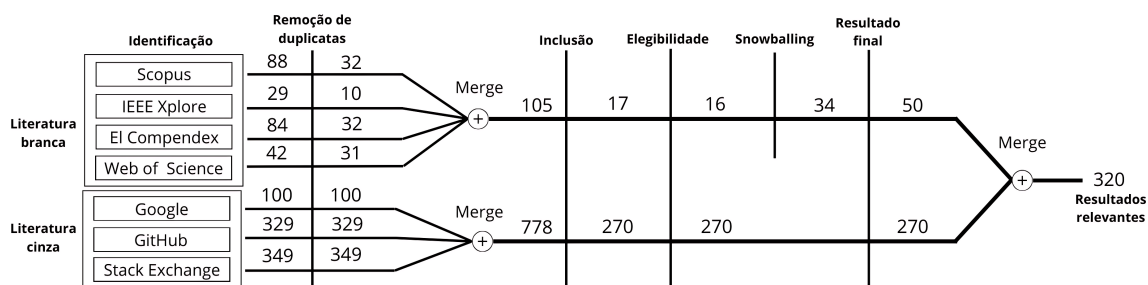 Identificação
Remoção de
duplicatas
Inclusão
Elegibilidade
Snowballing
Resultado
final
Literatura
branca
Scopus
88
32
IEEE Xplore
29
10
El Compendex
84
32
Web of Science
42
31
Merge
+
105
17
16
34
50
Literatura
cinza
Google
100
100
GitHub
329
329
Stack Exchange
349
349
Merge
+
778
270
270
270
Merge
+
320
Resultados
relevantes